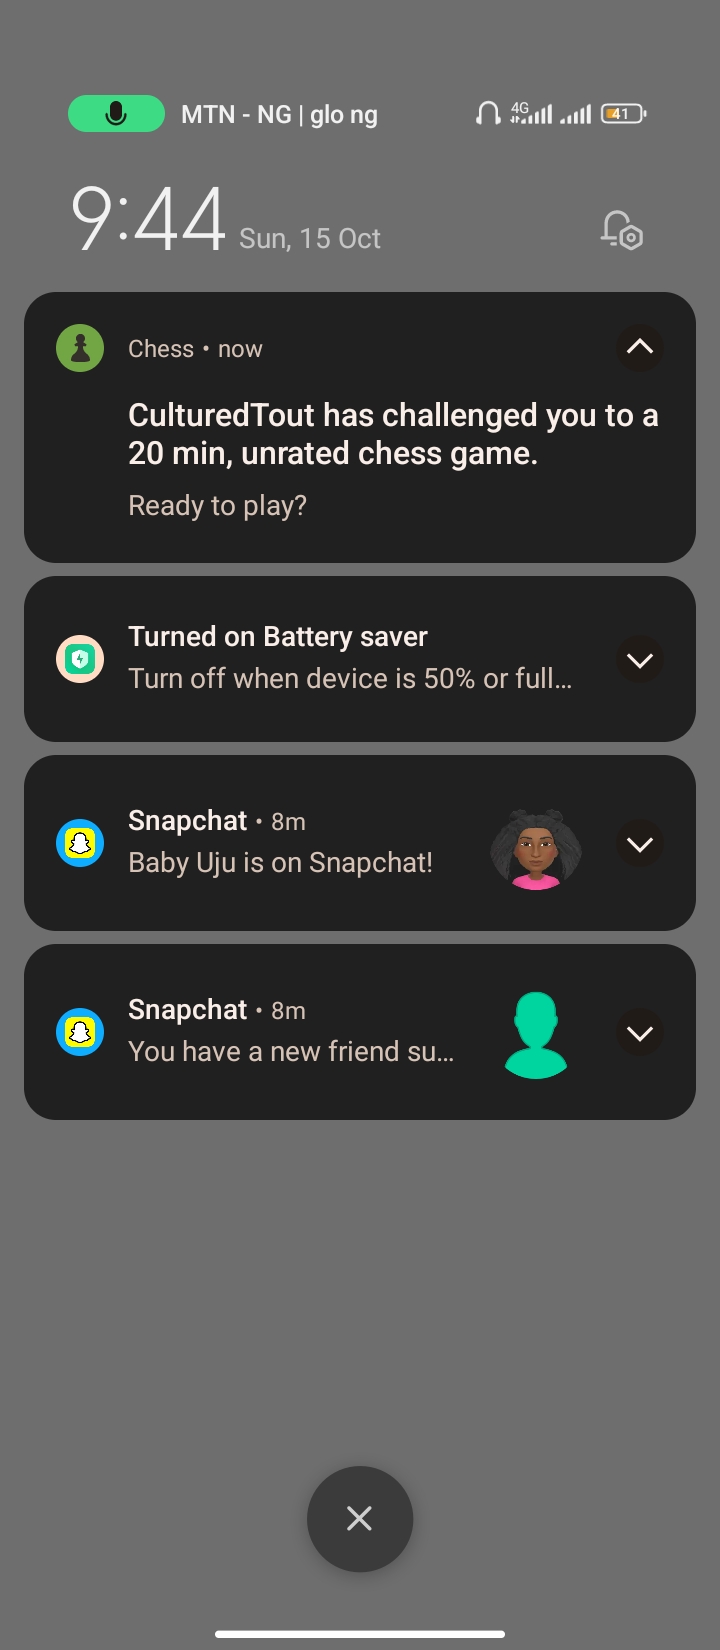 MTN - NG | glo ng
4G
41
9:44 Sun, 15 Oct
Chess • now
CulturedTout has challenged you to a
20 min, unrated chess game.
Ready to play?
Turned on Battery saver
Turn off when device is 50% or full…
Snapchat • 8m
Baby Uju is on Snapchat!
Snapchat • 8m
You have a new friend su…